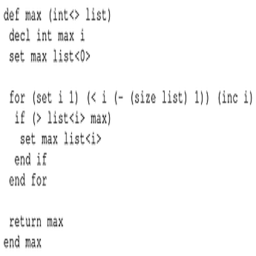 def max (int<> list)
decl int max i
set max list<0>
for (set i 1) (< i (- (size list) 1)) (inc i)
if (> list<i> max)
set max list<i>
end if
end for
return max
end max